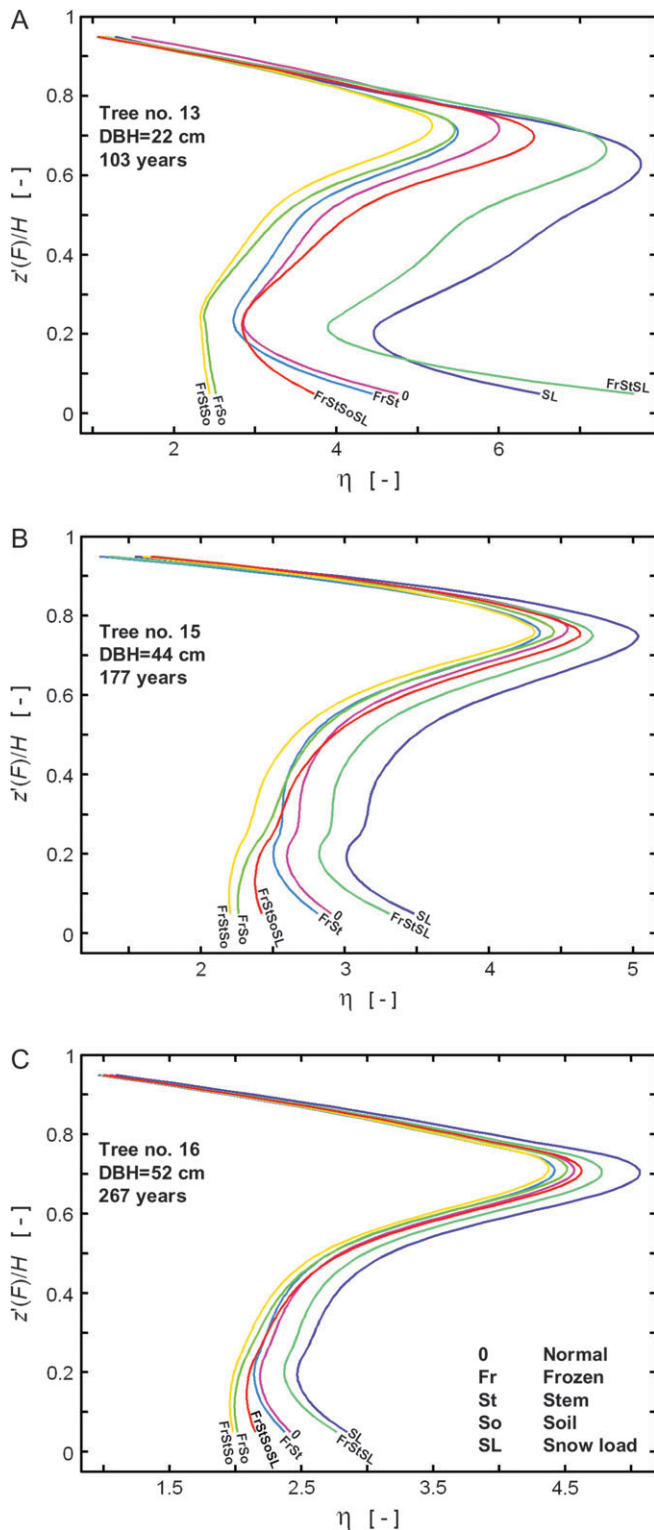 A
1
0.8
0.6
0.4
0.2
0
z'(F)/H [-]
Tree no. 13
DBH=22 cm
103 years
FrStSo
FrSo
FrStSoSL
FrSt
0
SL
FrStSL
2
4
6
η [-]
B
1
0.8
0.6
0.4
0.2
0
z'(F)/H [-]
Tree no. 15
DBH=44 cm
177 years
FrStSo
FrSo
FrStSoSL
FrSt
0
FrStSL
SL
2
3
4
5
η [-]
C
1
0.8
0.6
0.4
0.2
0
z'(F)/H [-]
Tree no. 16
DBH=52 cm
267 years
FrStSo
FrSo
FrStSoSL
FrSt
0
FrStSL
SL
0 Normal
Fr Frozen
St Stem
So Soil
SL Snow load
1.5
2.5
3.5
4.5
η [-]